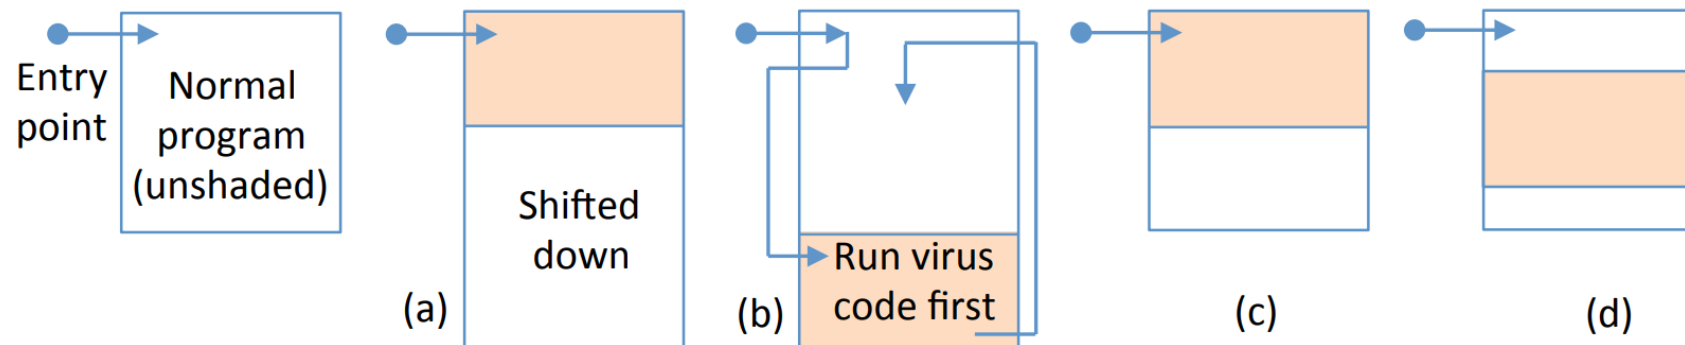 Entry
point
Normal
program
(unshaded)
(a)
Shifted
down
(b)
Run virus
code first
(c)
(d)